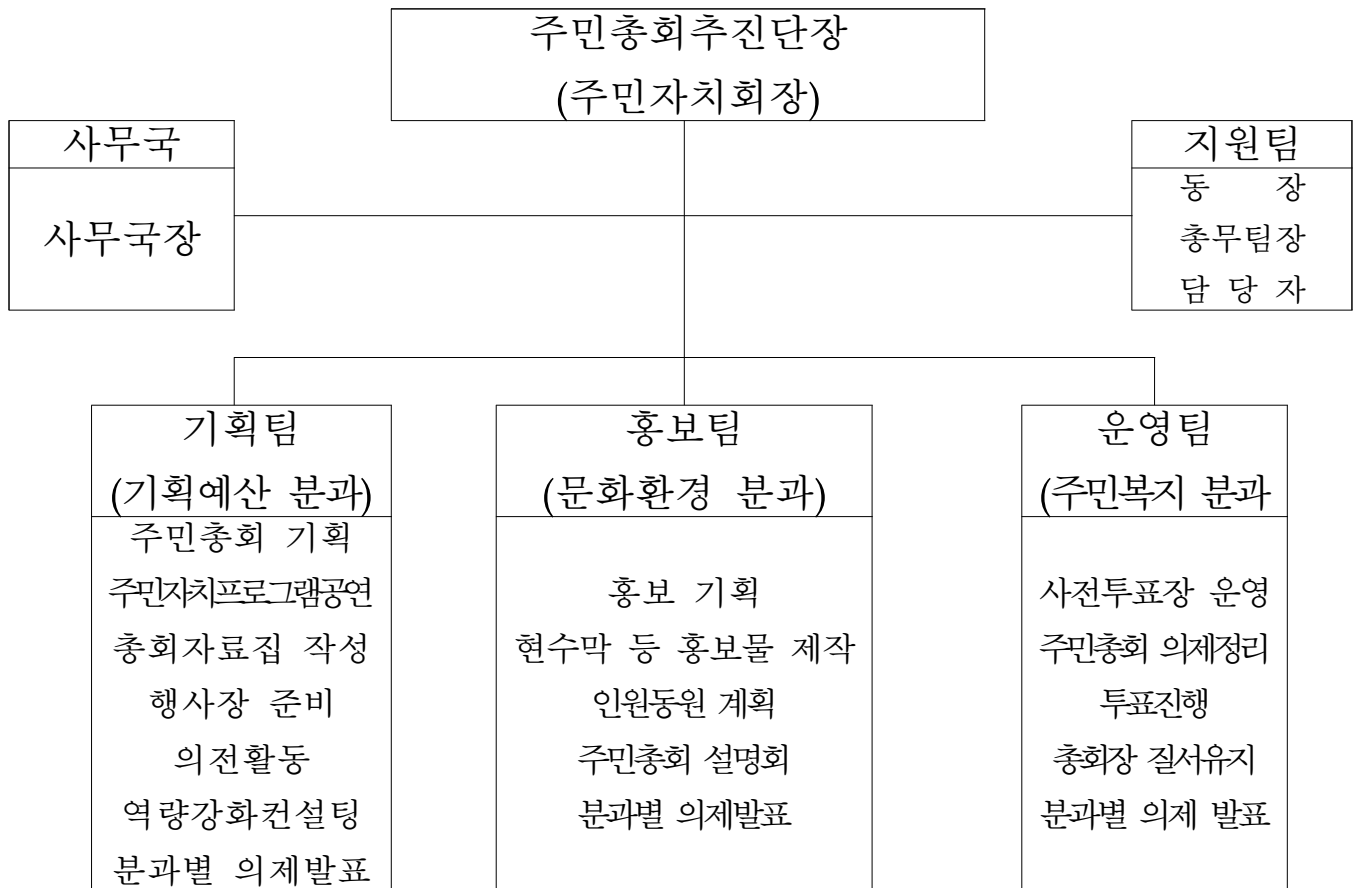 주민총회추진단장
(주민자치회장)
사무국
사무국장
지원팀
동 장
총무팀장
담 당 자
기획팀
(기획예산 분과)
주민총회 기획
주민자치프로그램공연
총회자료집 작성
행사장 준비
의전활동
역량강화컨설팅
분과별 의제발표
홍보팀
(문화환경 분과)
홍보 기획
현수막 등 홍보물 제작
인원동원 계획
주민총회 설명회
분과별 의제발표
운영팀
(주민복지 분과
사전투표장 운영
주민총회 의제정리
투표진행
총회장 질서유지
분과별 의제 발표